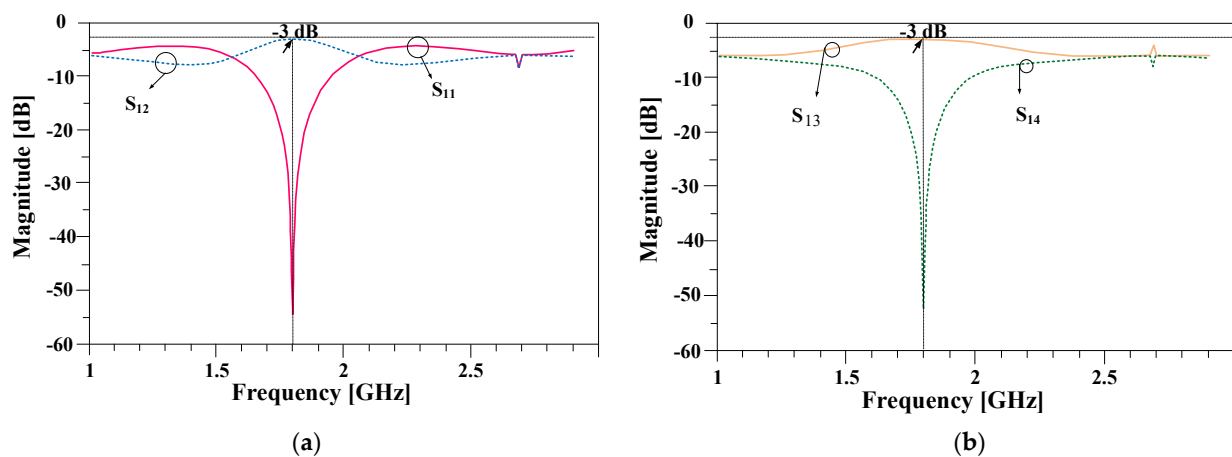 0
-10
-20
-30
-40
-50
-60
Magnitude [dB]
-3 dB
S12
S11
1
1.5
2
2.5
Frequency [GHz]
(a)
0
-10
-20
-30
-40
-50
-60
Magnitude [dB]
-3 dB
S13
S14
1
1.5
2
2.5
Frequency [GHz]
(b)